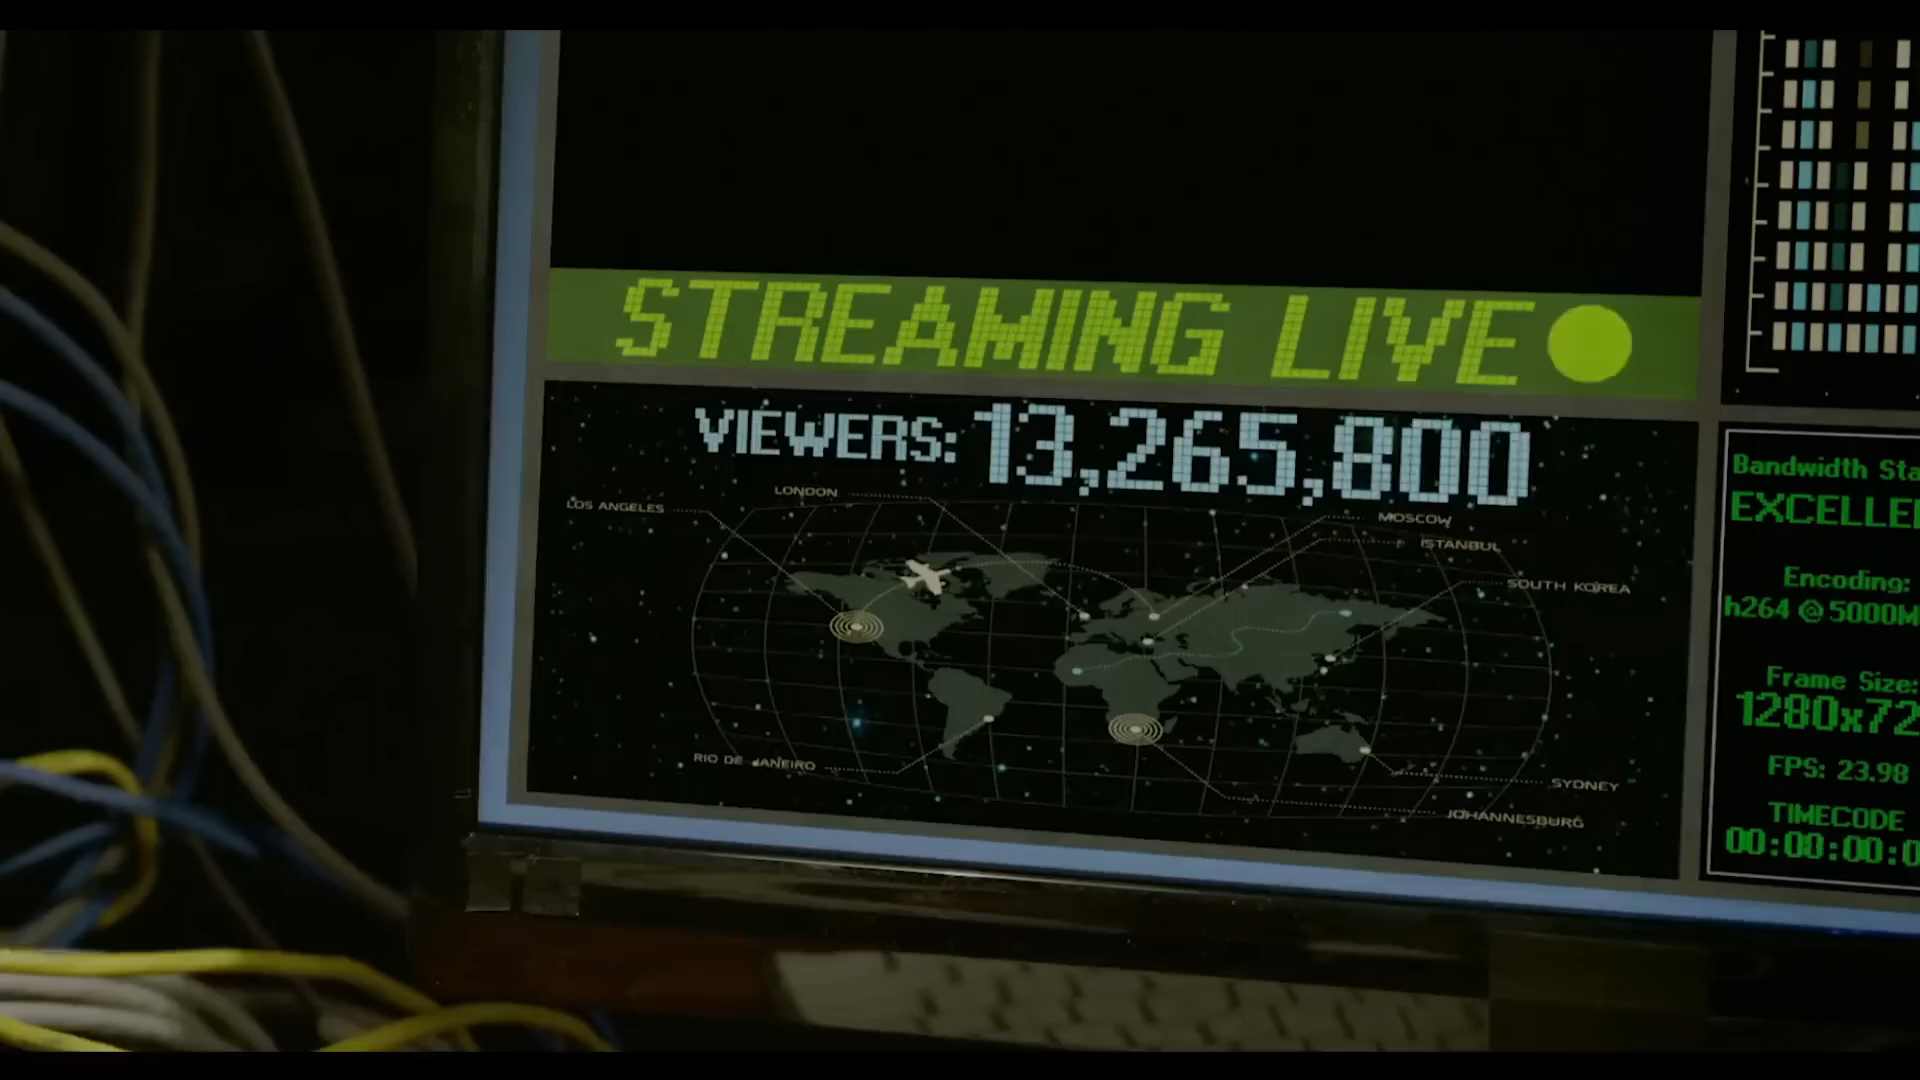 STREAMING LIVE
VIEWERS: 13,265,800
LONDON
LOS ANGELES
MOSCOW
ISTANBUL
SOUTH KOREA
RIO DE JANEIRO
SYDNEY
JOHANNESBURG
Bandwidth Sta
EXCELLE
Encoding:
h264 @ 5000M
Frame Size:
1280x72
FPS: 23.98
TIMECODE
00:00:00:0